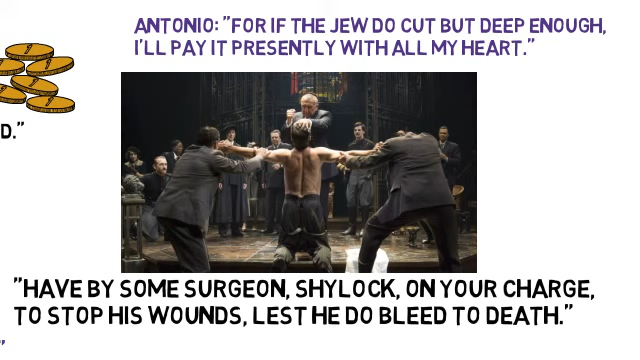 ANTONIO: "FOR IF THE JEW DO CUT BUT DEEP ENOUGH,
I'LL PAY IT PRESENTLY WITH ALL MY HEART."
D."
"HAVE BY SOME SURGEON, SHYLOCK, ON YOUR CHARGE,
TO STOP HIS WOUNDS, LEST HE DO BLEED TO DEATH."
"